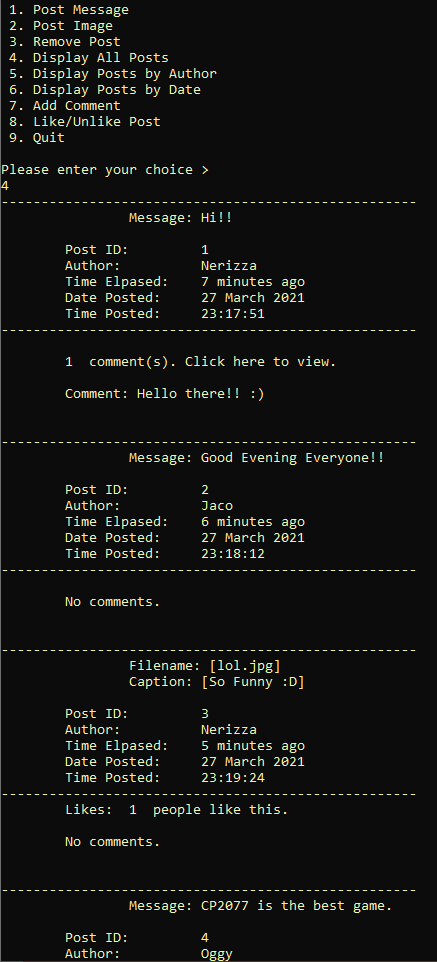 1. Post Message
2. Post Image
3. Remove Post
4. Display All Posts
5. Display Posts by Author
6. Display Posts by Date
7. Add Comment
8. Like/Unlike Post
9. Quit
Please enter your choice >
4
----------------------------------------------------
Message: Hi!!
Post ID: 1
Author: Nerizza
Time Elpased: 7 minutes ago
Date Posted: 27 March 2021
Time Posted: 23:17:51
----------------------------------------------------
1 comment(s). Click here to view.
Comment: Hello there!! :)
----------------------------------------------------
Message: Good Evening Everyone!!
Post ID: 2
Author: Jaco
Time Elpased: 6 minutes ago
Date Posted: 27 March 2021
Time Posted: 23:18:12
----------------------------------------------------
No comments.
----------------------------------------------------
Filename: [lol.jpg]
Caption: [So Funny :D]
Post ID: 3
Author: Nerizza
Time Elpased: 5 minutes ago
Date Posted: 27 March 2021
Time Posted: 23:19:24
----------------------------------------------------
Likes: 1 people like this.
No comments.
----------------------------------------------------
Message: CP2077 is the best game.
Post ID: 4
Author: Oggy